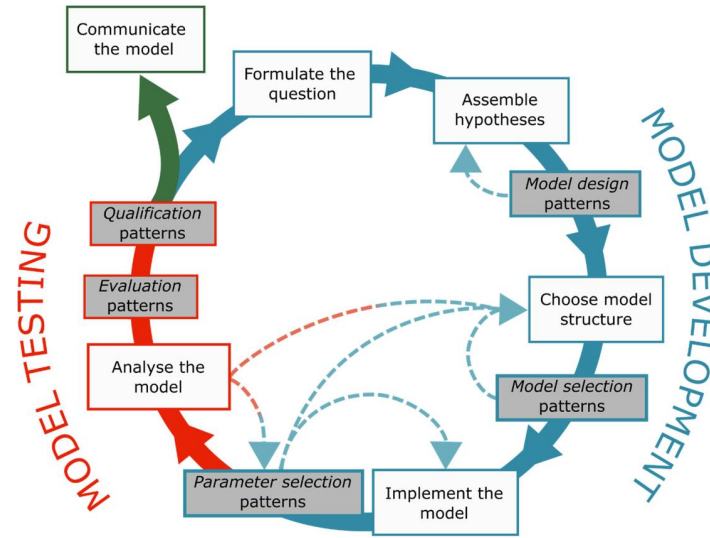 Communicate
the model
Formulate the
question
Assemble
hypotheses
MODEL DEVELOPMENT
Model design
patterns
Qualification
patterns
MODEL TESTING
Evaluation
patterns
Choose model
structure
Analyse the
model
Model selection
patterns
Parameter selection
patterns
Implement the
model